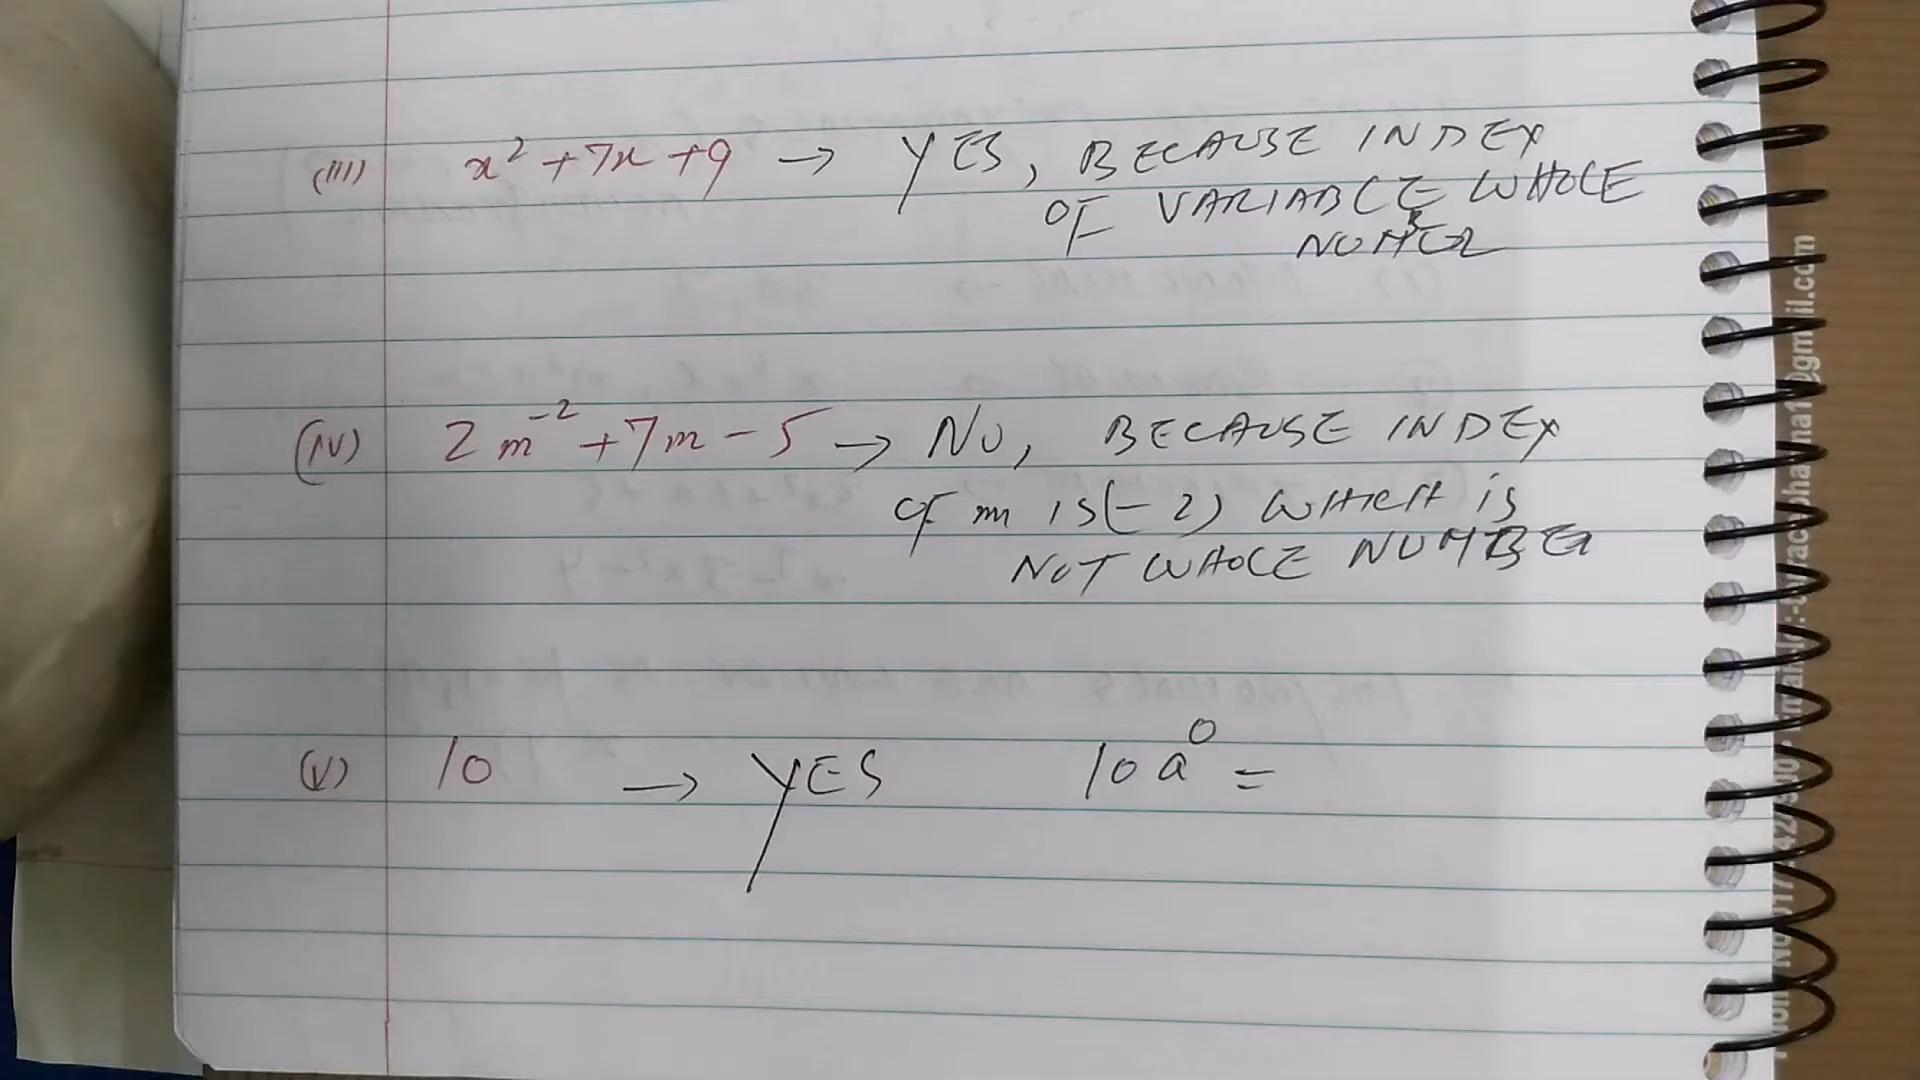 (III) x² + 7x + 9 → YES, BECAUSE INDEX
OF VARIABLE WHOLE
NUMBER
(IV) 2m⁻² + 7m - 5 → NO, BECAUSE INDEX
OF m is (-2) WHICH is
NOT WHOLE NUMBER
(V) 10 → YES 10a⁰ =